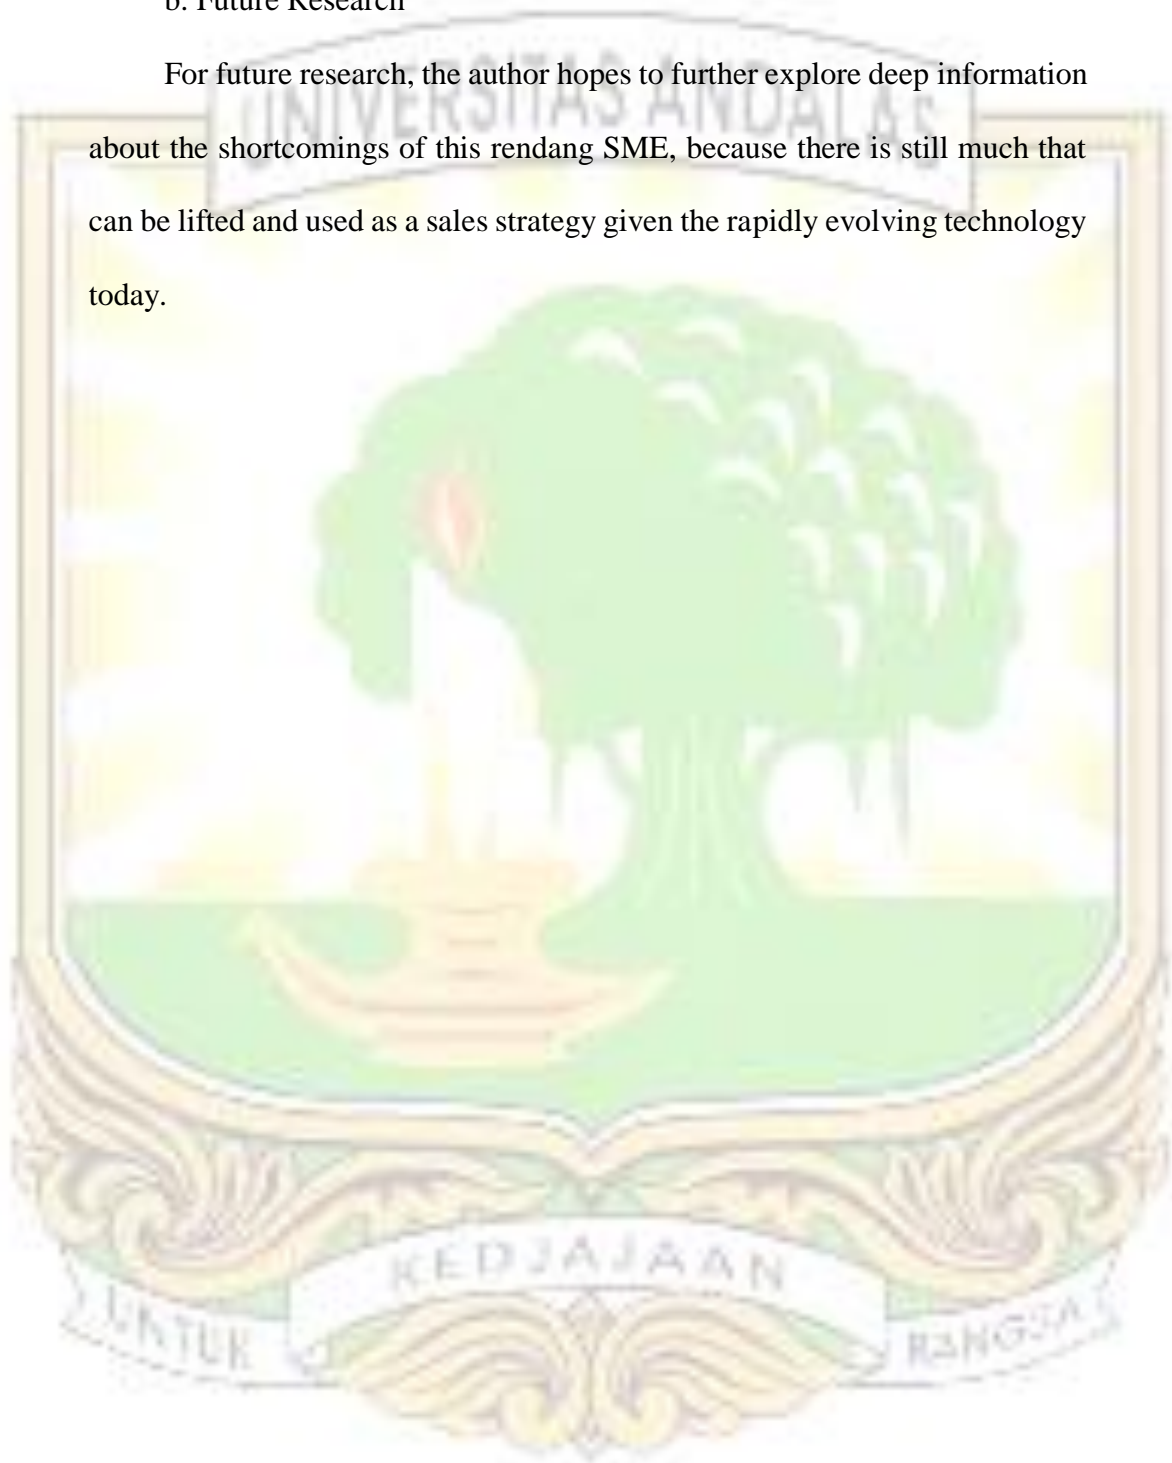 b. Future Research
UNIVERSITAS ANDALAS
For future research, the author hopes to further explore deep information
about the shortcomings of this rendang SME, because there is still much that
can be lifted and used as a sales strategy given the rapidly evolving technology
today.
KEDJAJAAN
UNTUK
BANGSA